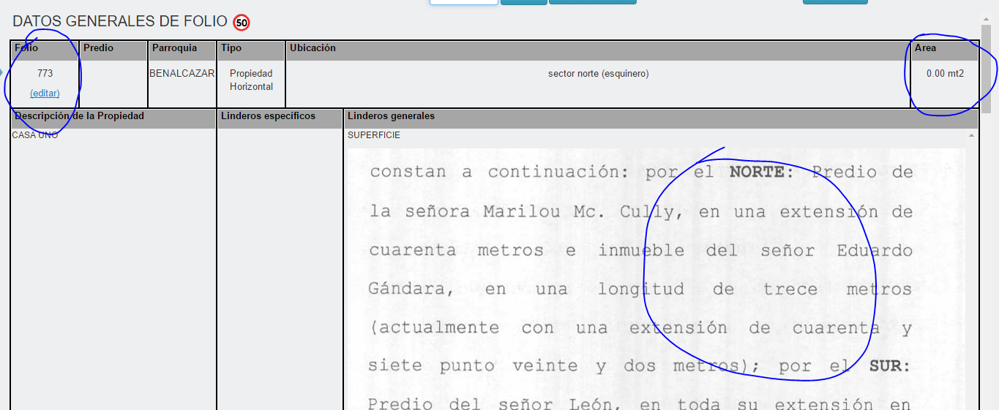 DATOS GENERALES DE FOLIO 50
Folio Predio Parroquia Tipo Ubicación Area
773 BENALCAZAR Propiedad Horizontal sector norte (esquinero) 0.00 mt2
(editar)
Descripción de la Propiedad Linderos específicos Linderos generales
CASA UNO SUPERFICIE
constan a continuación: por el NORTE: Predio de
la señora Marilou Mc. Cully, en una extensión de
cuarenta metros e inmueble del señor Eduardo
Gándara, en una longitud de trece metros
(actualmente con una extensión de cuarenta y
siete punto veinte y dos metros); por el SUR:
Predio del señor León, en toda su extensión en